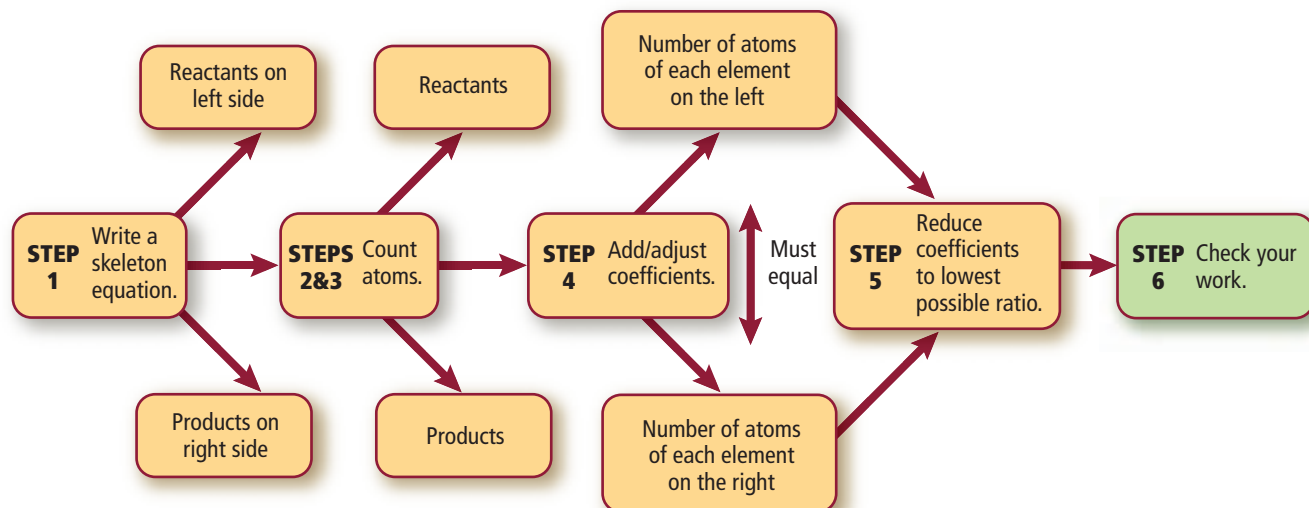 Reactants on
left side
Reactants
Number of atoms
of each element
on the left
STEP
1
Write a
skeleton
equation.
STEPS
2&3
Count
atoms.
STEP
4
Add/adjust
coefficients.
Must
equal
STEP
5
Reduce
coefficients
to lowest
possible ratio.
STEP
6
Check your
work.
Products on
right side
Products
Number of atoms
of each element
on the right